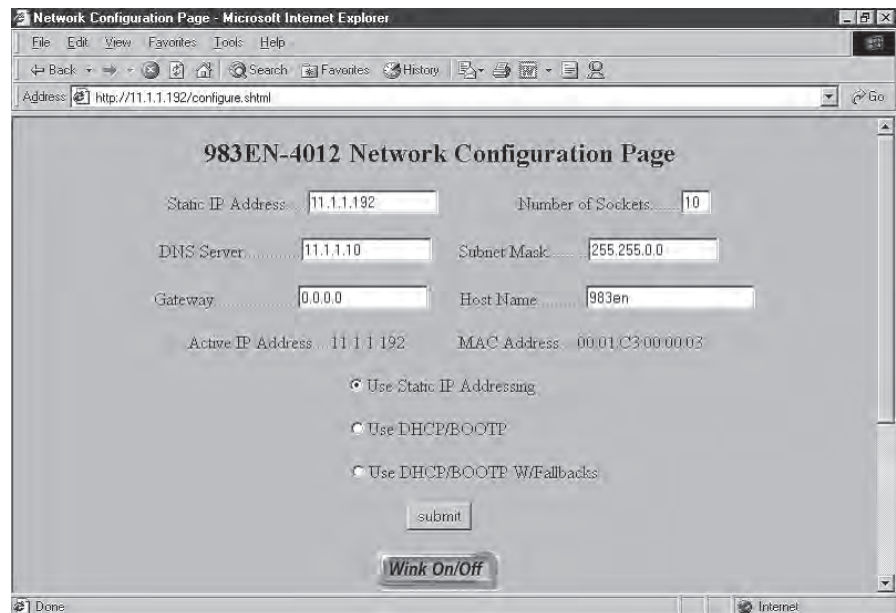 Network Configuration Page - Microsoft Internet Explorer
File Edit View Favorites Tools Help
Back Search Favorites History
Address http://11.1.1.192/configure.shtml Go
983EN-4012 Network Configuration Page
Static IP Address.... 11.1.1.192 Number of Sockets....... 10
DNS Server............ 11.1.1.10 Subnet Mask........ 255.255.0.0
Gateway................. 0.0.0.0 Host Name......... 983en
Active IP Address....11.1.1.192 MAC Address... 00:01:C3:00:00:03
Use Static IP Addressing
Use DHCP/BOOTP
Use DHCP/BOOTP W/Fallbacks
submit
Wink On/Off
Done Internet